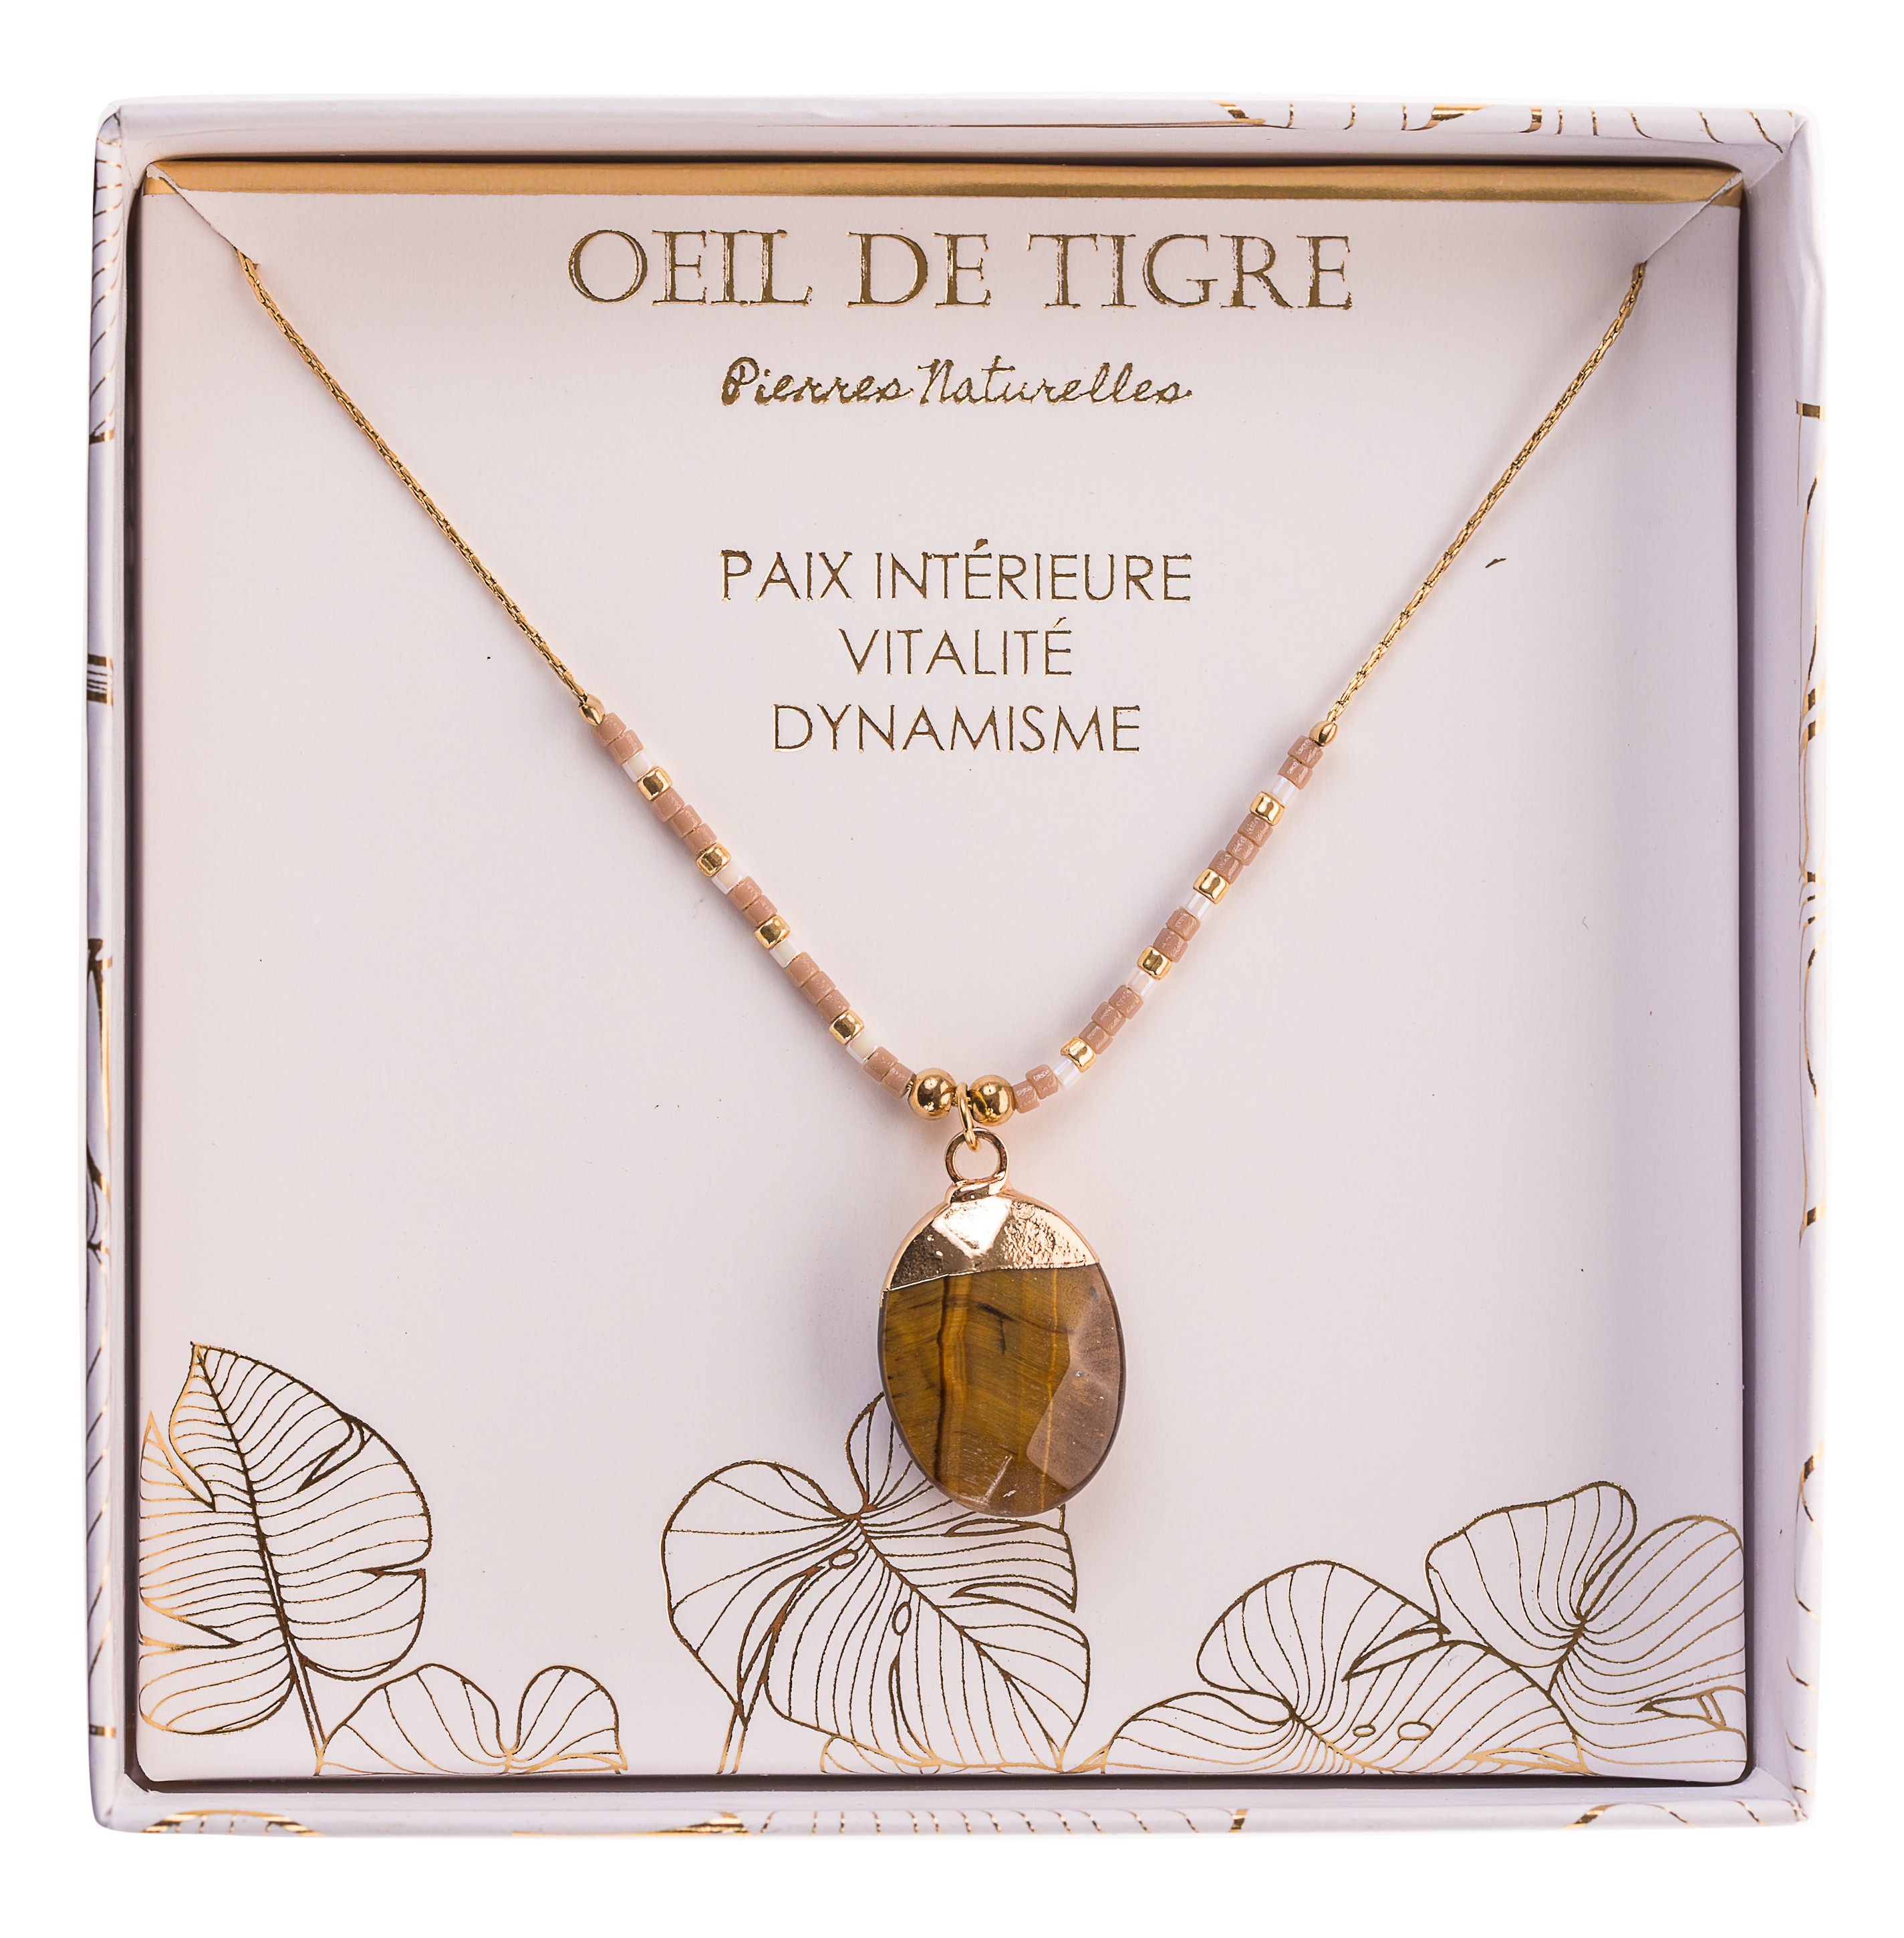 OEIL DE TIGRE
Pierres Naturelles
PAIX INTÉRIEURE
VITALITÉ
DYNAMISME